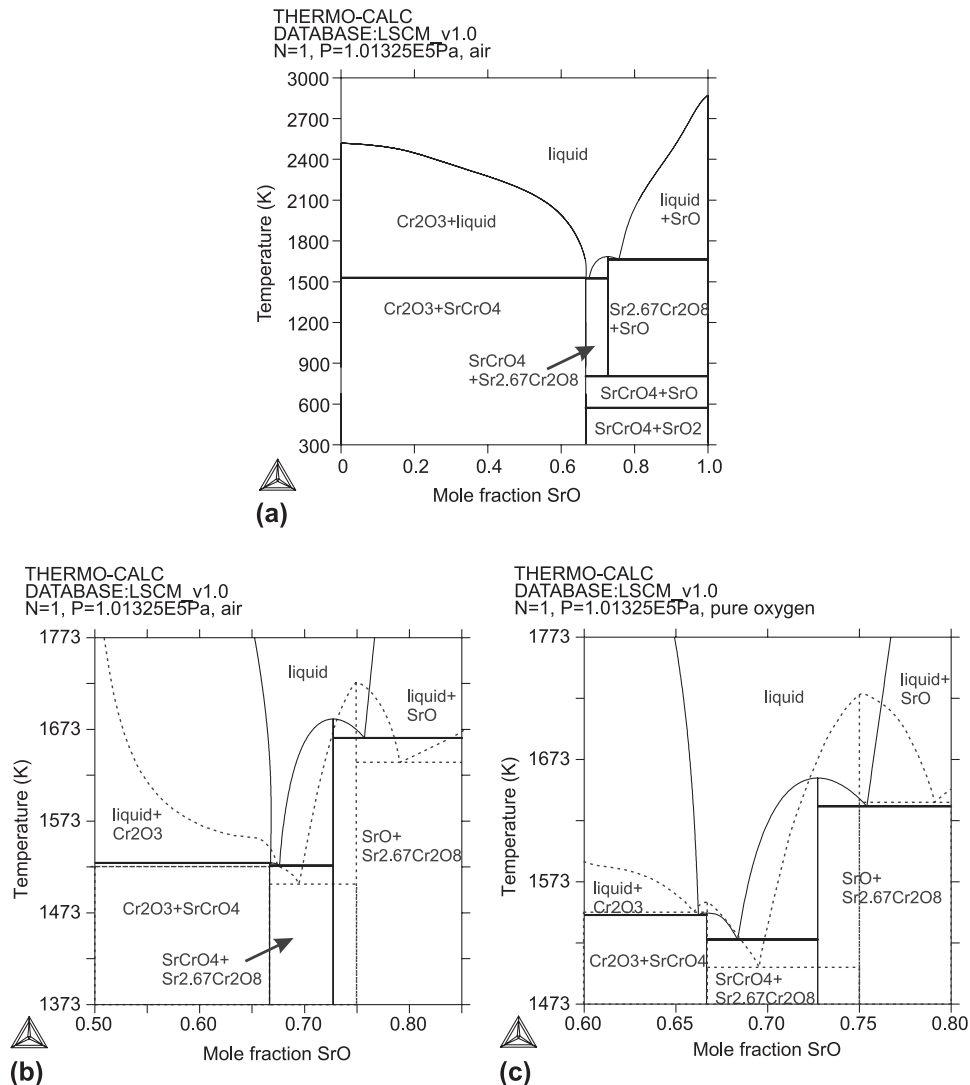 THERMO-CALC
DATABASE:LSCM_v1.0
N=1, P=1.01325E5Pa, air
3000
2700
2400
2100
1800
1500
1200
900
600
300
Temperature (K)
liquid
liquid
+SrO
Cr2O3+liquid
Cr2O3+SrCrO4
Sr2.67Cr2O8
+SrO
SrCrO4
+Sr2.67Cr2O8
SrCrO4+SrO
SrCrO4+SrO2
0 0.2 0.4 0.6 0.8 1.0
Mole fraction SrO
(a)
THERMO-CALC
DATABASE:LSCM_v1.0
N=1, P=1.01325E5Pa, air
1773
1673
1573
1473
1373
Temperature (K)
liquid
liquid+
SrO
liquid+
Cr2O3
SrO+
Sr2.67Cr2O8
Cr2O3+SrCrO4
SrCrO4+
Sr2.67Cr2O8
0.50 0.60 0.70 0.80
Mole fraction SrO
(b)
THERMO-CALC
DATABASE:LSCM_v1.0
N=1, P=1.01325E5Pa, pure oxygen
1773
1673
1573
1473
Temperature (K)
liquid
liquid+
SrO
liquid+
Cr2O3
SrO+
Sr2.67Cr2O8
Cr2O3+SrCrO4
SrCrO4+
Sr2.67Cr2O8
0.60 0.65 0.70 0.75 0.80
Mole fraction SrO
(c)